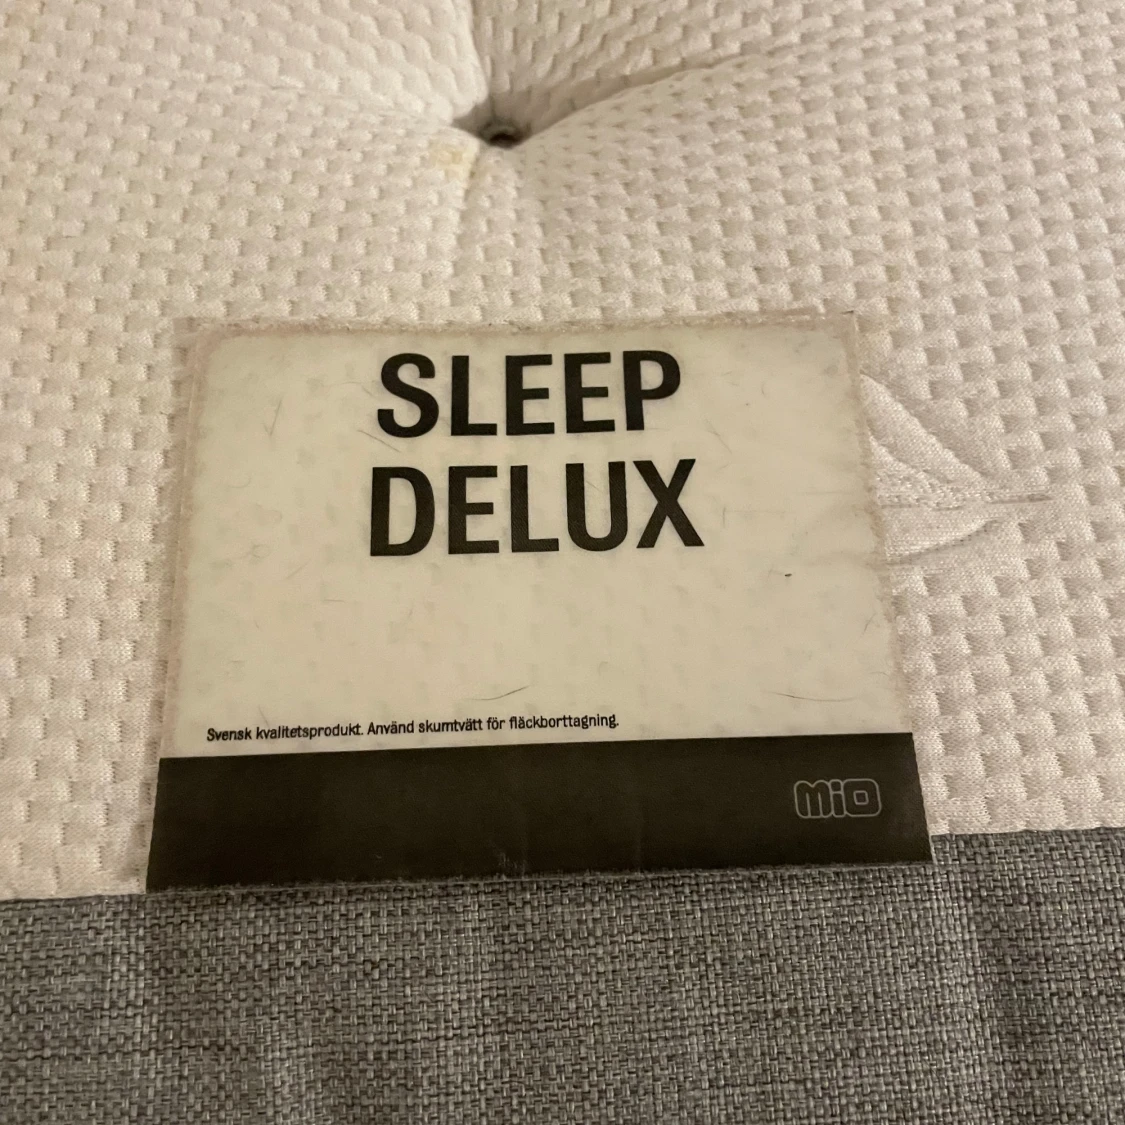 SLEEP
DELUX
Svensk kvalitetsprodukt. Använd skumtvätt för fläckborttagning.
MiO